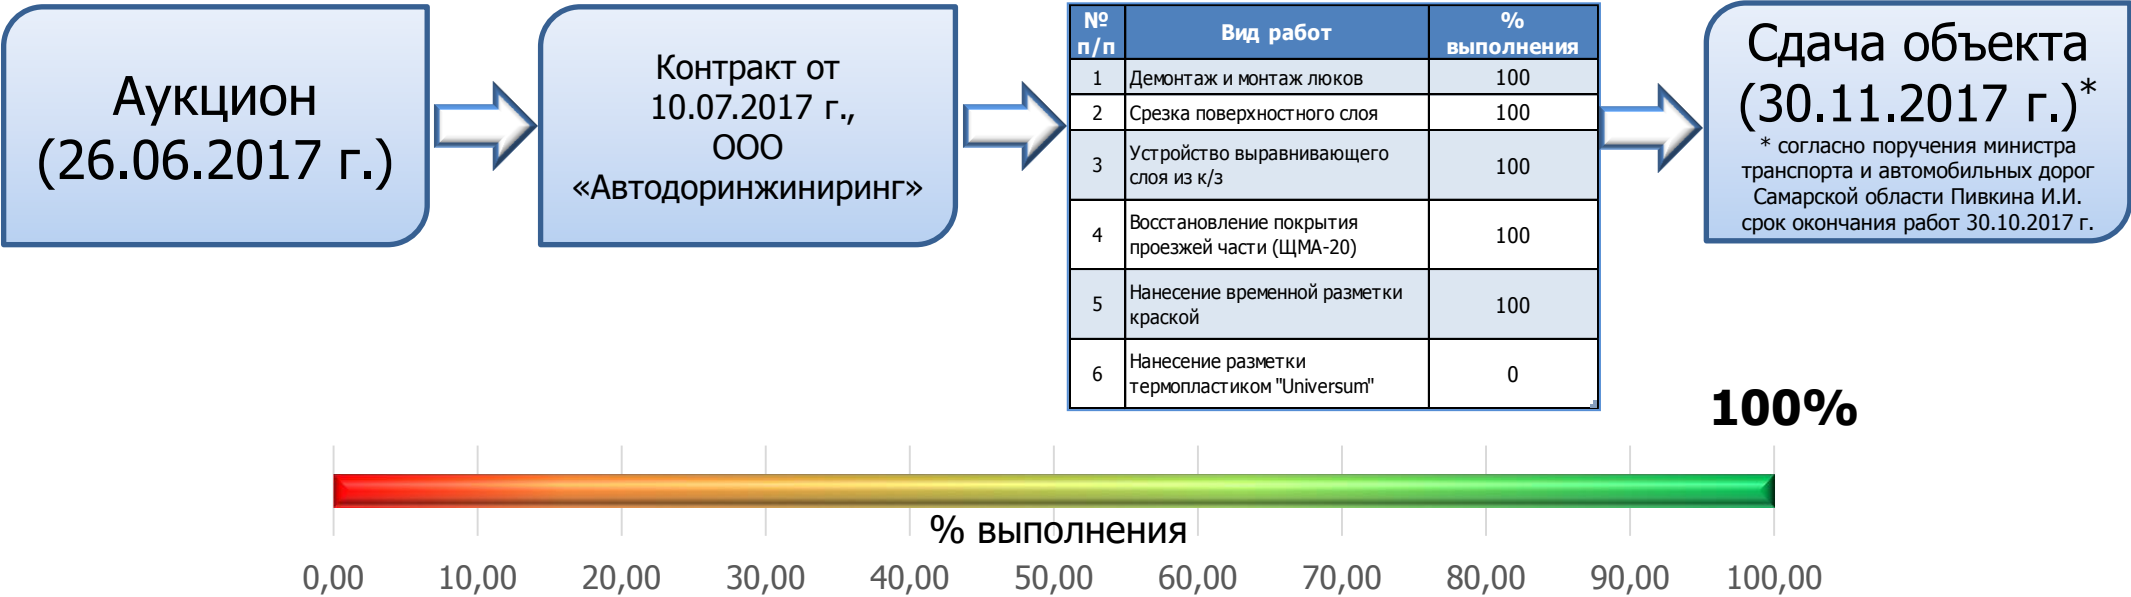 Аукцион
(26.06.2017 г.)
Контракт от
10.07.2017 г.,
ООО
«Автодоринжиниринг»
№ п/п Вид работ % выполнения
1 Демонтаж и монтаж люков 100
2 Срезка поверхностного слоя 100
3 Устройство выравнивающего
слоя из к/з 100
4 Восстановление покрытия
проезжей части (ЩМА-20) 100
5 Нанесение временной разметки
краской 100
6 Нанесение разметки
термопластиком "Universum" 0
Сдача объекта
(30.11.2017 г.)*
* согласно поручения министра
транспорта и автомобильных дорог
Самарской области Пивкина И.И.
срок окончания работ 30.10.2017 г.
100%
% выполнения
0,00 10,00 20,00 30,00 40,00 50,00 60,00 70,00 80,00 90,00 100,00